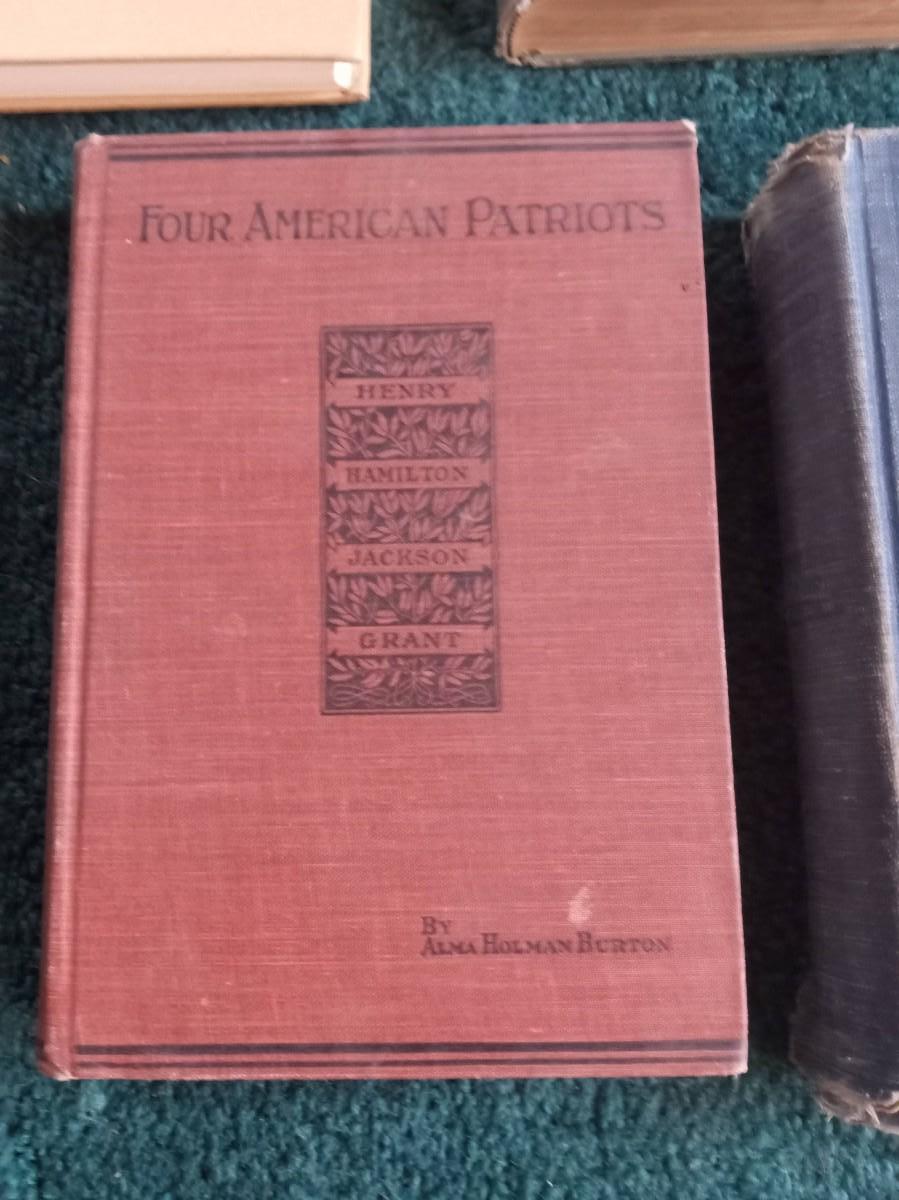 FOUR AMERICAN PATRIOTS
HENRY
HAMILTON
JACKSON
GRANT
BY
ALMA HOLMAN BURTON